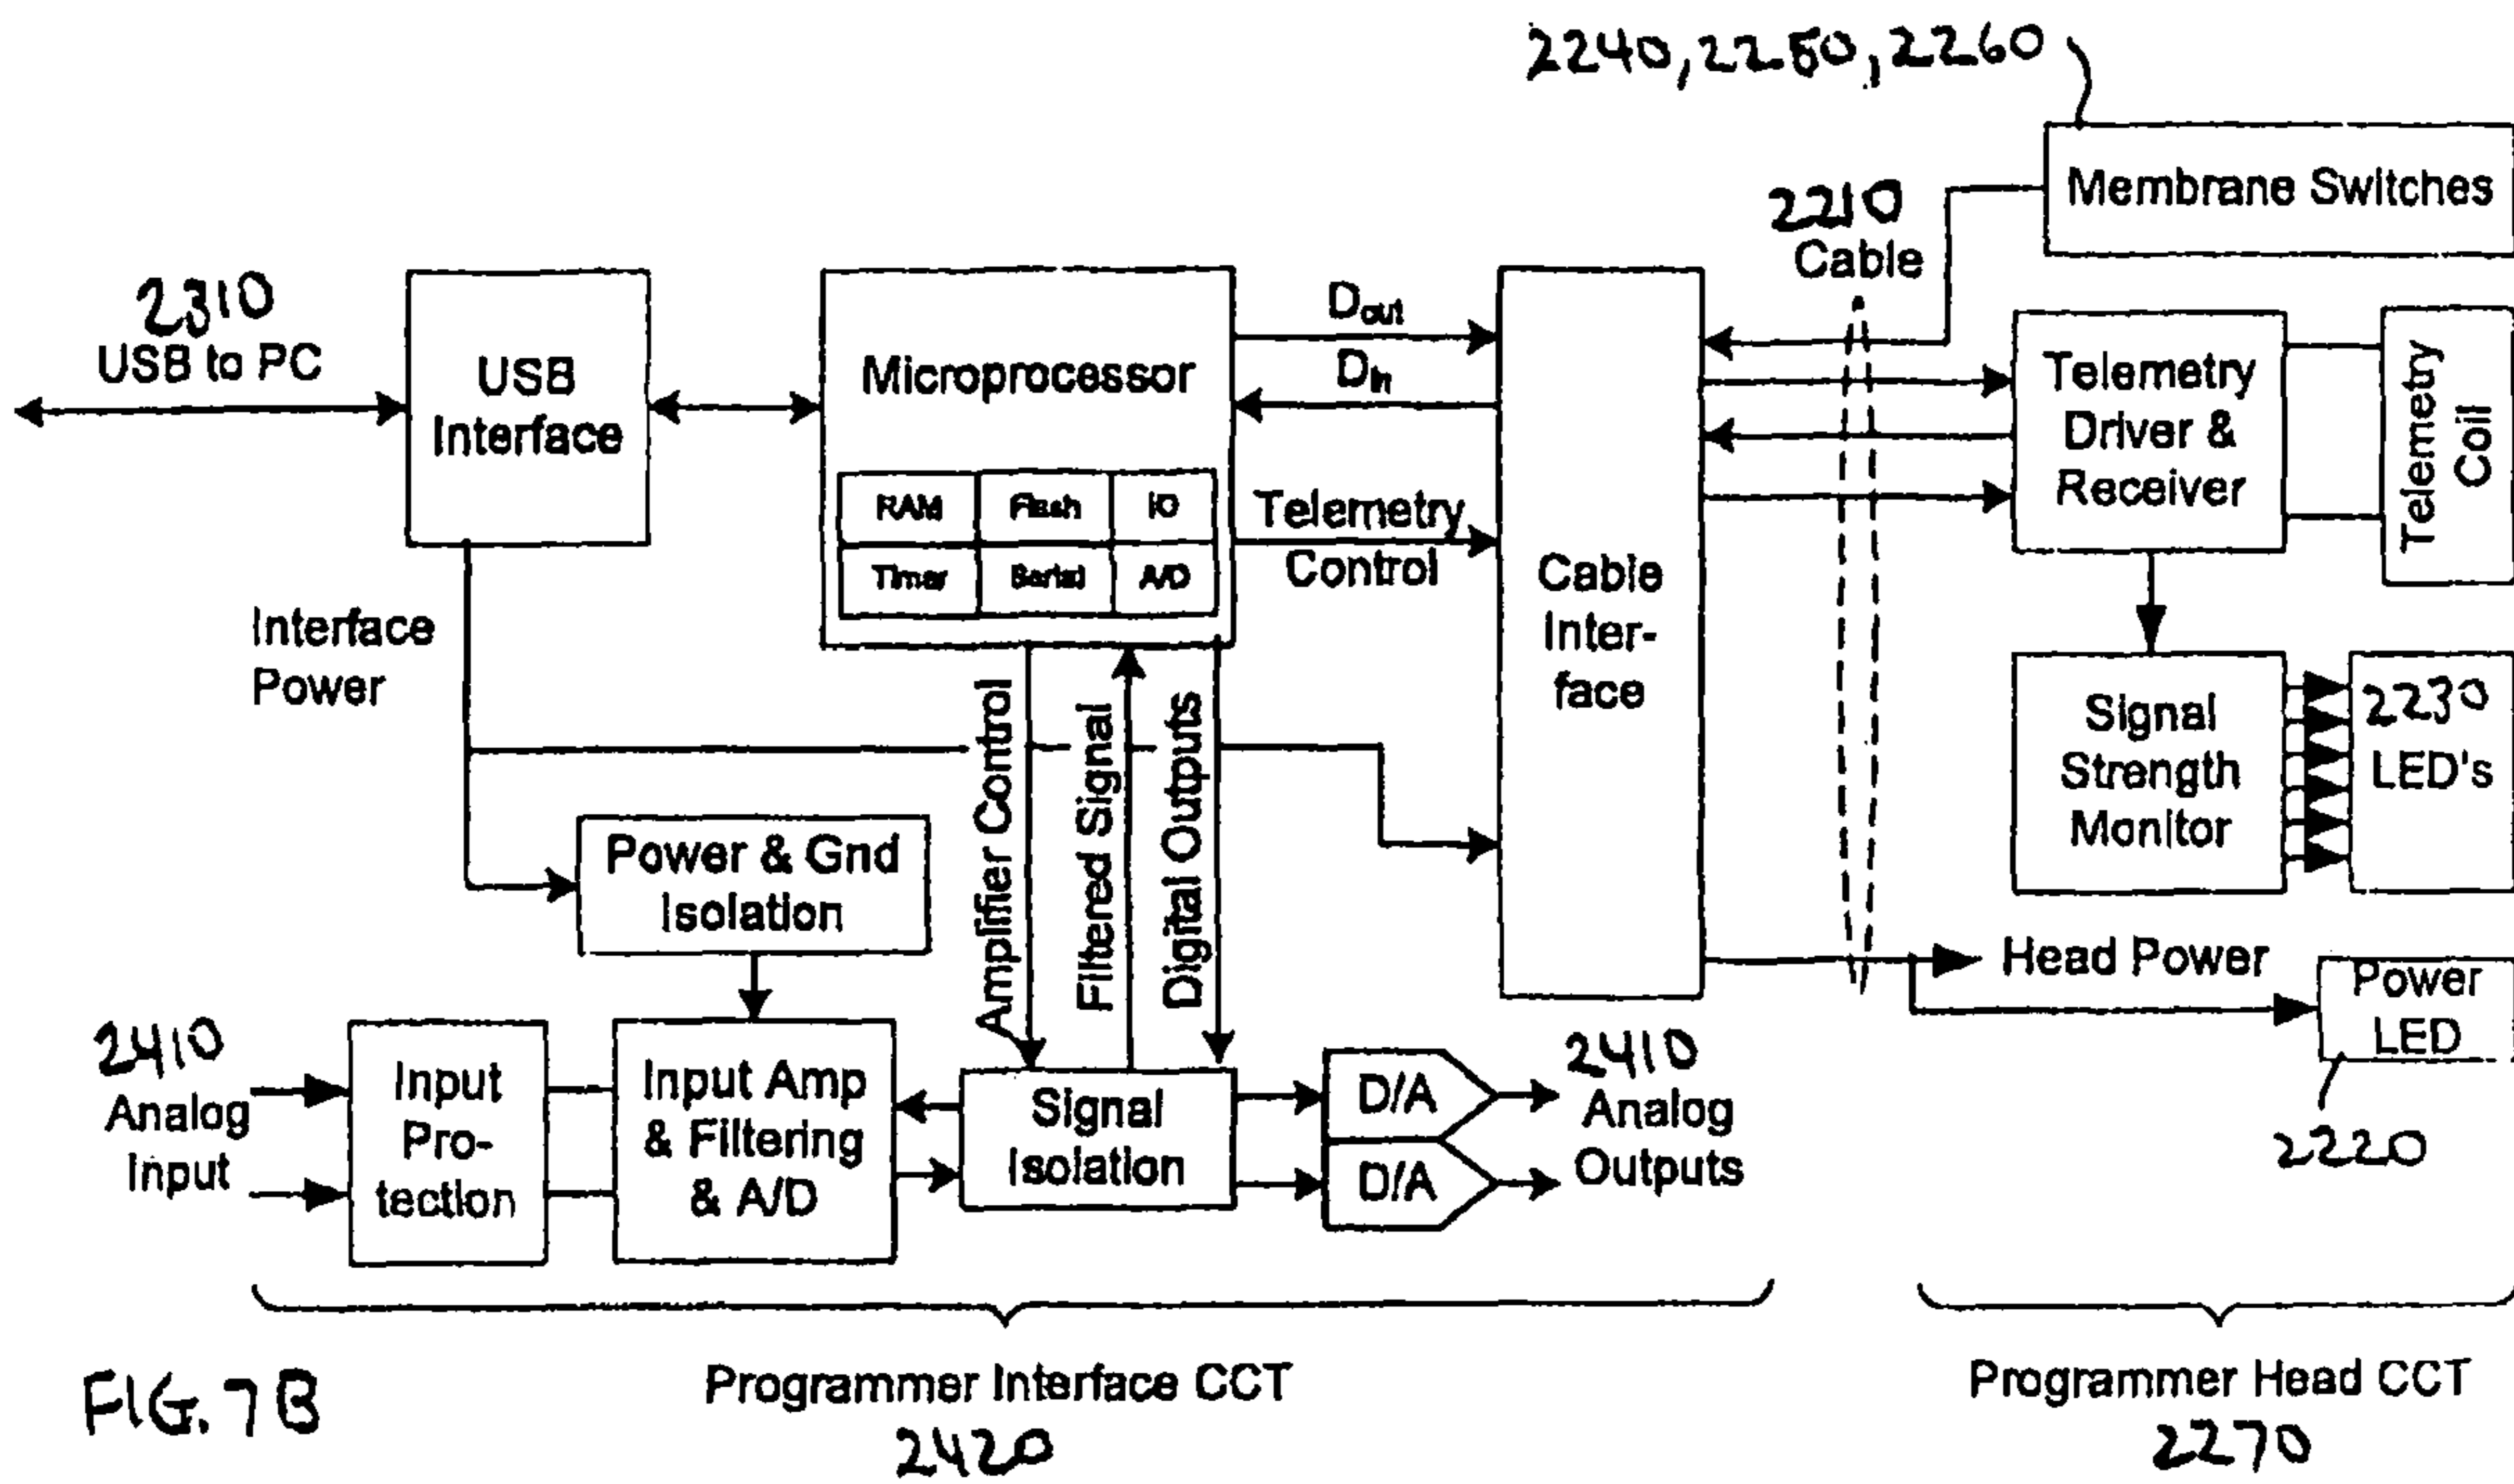 2240, 2250, 2260
Membrane Switches
2210
Cable
2310
USB to PC
USB
Interface
Microprocessor
RAM Flash I/O
Timer Serial A/D
Dout
Din
Telemetry
Control
Cable
Inter-
face
Telemetry
Driver &
Receiver
Telemetry
Coil
Interface
Power
Amplifier Control
Filtered Signal
Digital Outputs
Signal
Strength
Monitor
2230
LED's
Power & Gnd
Isolation
Head Power
Power
LED
2220
2410
Analog
Input
Input
Pro-
tection
Input Amp
& Filtering
& A/D
Signal
Isolation
D/A
D/A
2410
Analog
Outputs
Programmer Interface CCT
2420
Programmer Head CCT
2270
FIG. 7B